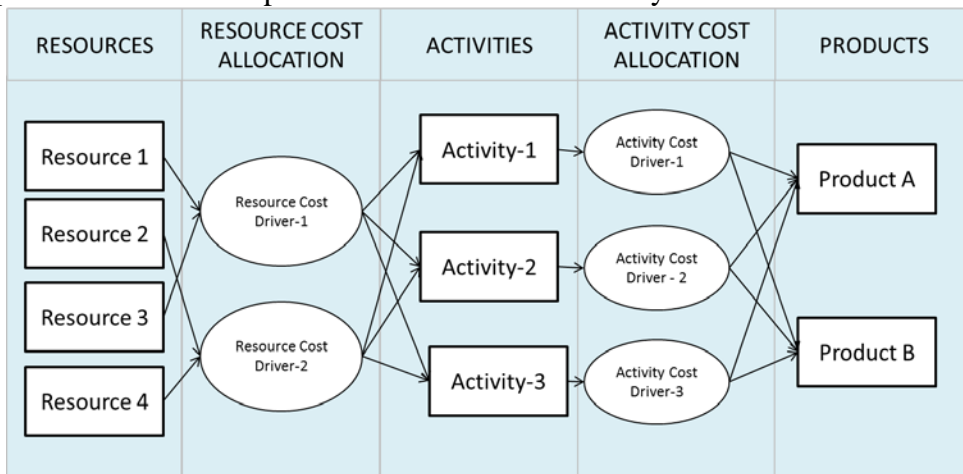 RESOURCES
RESOURCE COST
ALLOCATION
ACTIVITIES
ACTIVITY COST
ALLOCATION
PRODUCTS
Resource 1
Resource 2
Resource 3
Resource 4
Resource Cost
Driver-1
Resource Cost
Driver-2
Activity-1
Activity-2
Activity-3
Activity Cost
Driver-1
Activity Cost
Driver - 2
Activity Cost
Driver-3
Product A
Product B